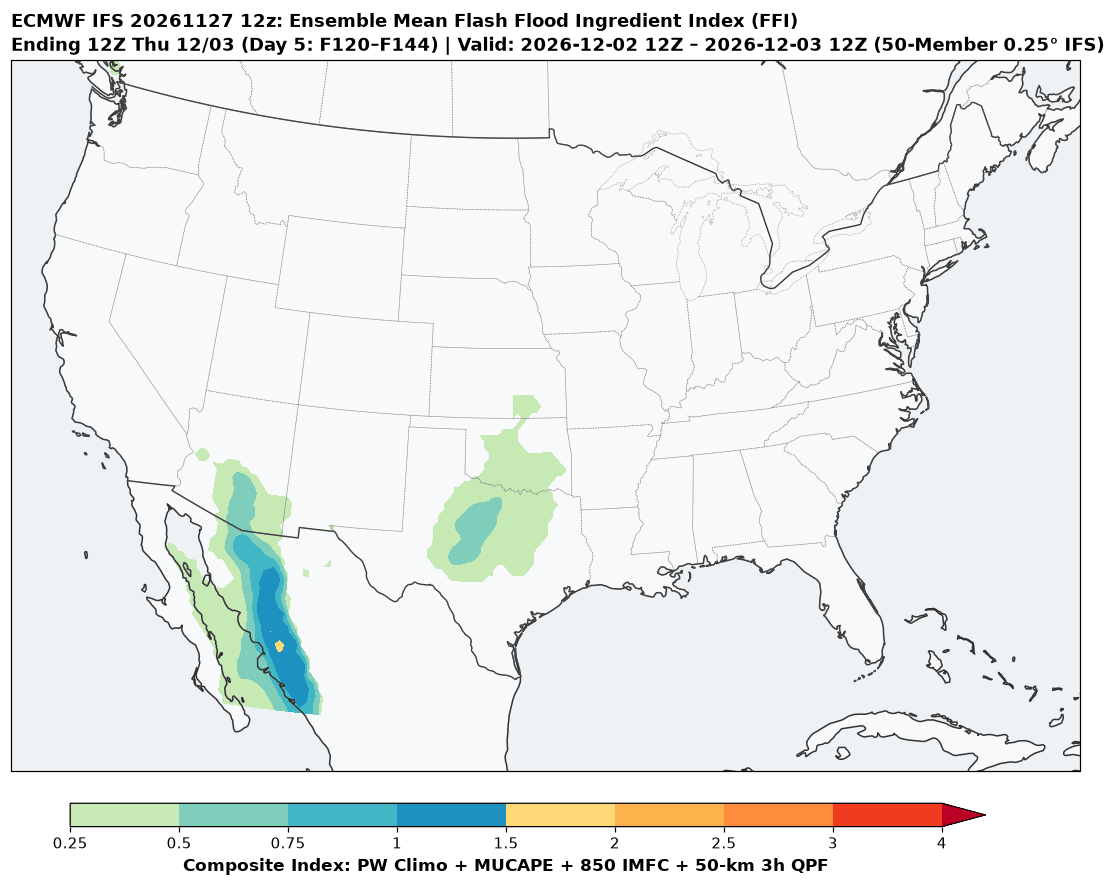 ECMWF IFS 20261127 12z: Ensemble Mean Flash Flood Ingredient Index (FFI)
Ending 12Z Thu 12/03 (Day 5: F120–F144) | Valid: 2026-12-02 12Z – 2026-12-03 12Z (50-Member 0.25° IFS)
0.25 0.5 0.75 1 1.5 2 2.5 3 4
Composite Index: PW Climo + MUCAPE + 850 IMFC + 50-km 3h QPF